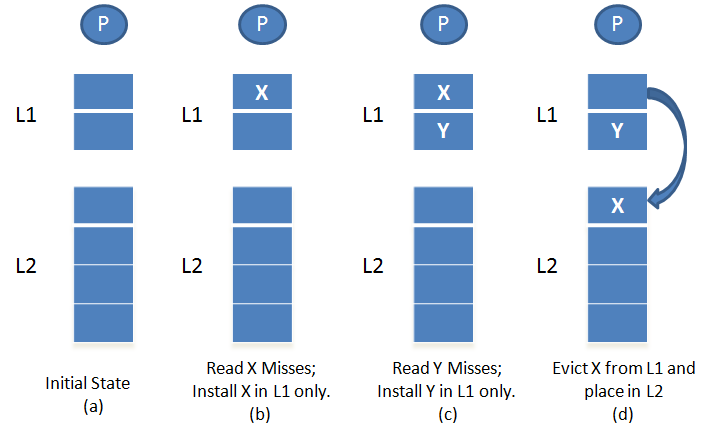 P
P
P
P
L1
L1
X
L1
X
Y
L1
Y
L2
L2
L2
L2
X
Initial State
(a)
Read X Misses;
Install X in L1 only.
(b)
Read Y Misses;
Install Y in L1 only.
(c)
Evict X from L1 and
place in L2
(d)